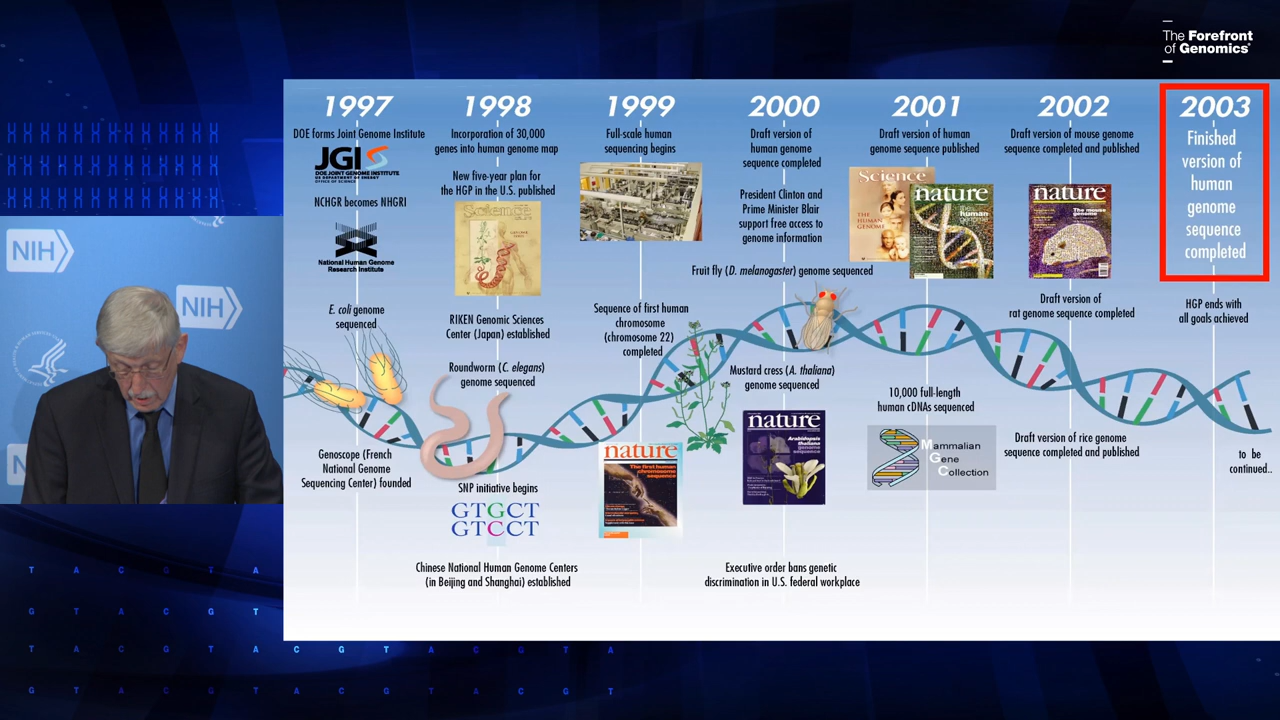 The Forefront
of Genomics®
NIH
NIH
N
T A C G T A
G T A C G T
T A C G T A C G T A C G T A
G T A C G T A C G T A C G T
1997
DOE forms Joint Genome Institute
JGI
DOE JOINT GENOME INSTITUTE
US DEPARTMENT OF ENERGY
OFFICE OF SCIENCE
NCHGR becomes NHGRI
National Human Genome
Research Institute
E. coli genome
sequenced
Genoscope (French
National Genome
Sequencing Center) founded
1998
Incorporation of 30,000
genes into human genome map
New five-year plan for
the HGP in the U.S. published
Science
RIKEN Genomic Sciences
Center (Japan) established
Roundworm (C. elegans)
genome sequenced
SNP initiative begins
GTGCT
GTCCT
Chinese National Human Genome Centers
(in Beijing and Shanghai) established
1999
Full-scale human
sequencing begins
Sequence of first human
chromosome
(chromosome 22)
completed
nature
The first human
chromosome
sequence
2000
Draft version of
human genome
sequence completed
President Clinton and
Prime Minister Blair
support free access to
genome information
Fruit fly (D. melanogaster) genome sequenced
Mustard cress (A. thaliana)
genome sequenced
nature
Arabidopsis
thaliana
genome
Executive order bans genetic
discrimination in U.S. federal workplace
2001
Draft version of human
genome sequence published
Science
THE
HUMAN
GENOME
nature
human
genome
10,000 full-length
human cDNAs sequenced
Mammalian
Gene
Collection
2002
Draft version of mouse genome
sequence completed and published
nature
The mouse
genome
Draft version of
rat genome sequence completed
Draft version of rice genome
sequence completed and published
2003
Finished
version of
human
genome
sequence
completed
HGP ends with
all goals achieved
to be
continued..